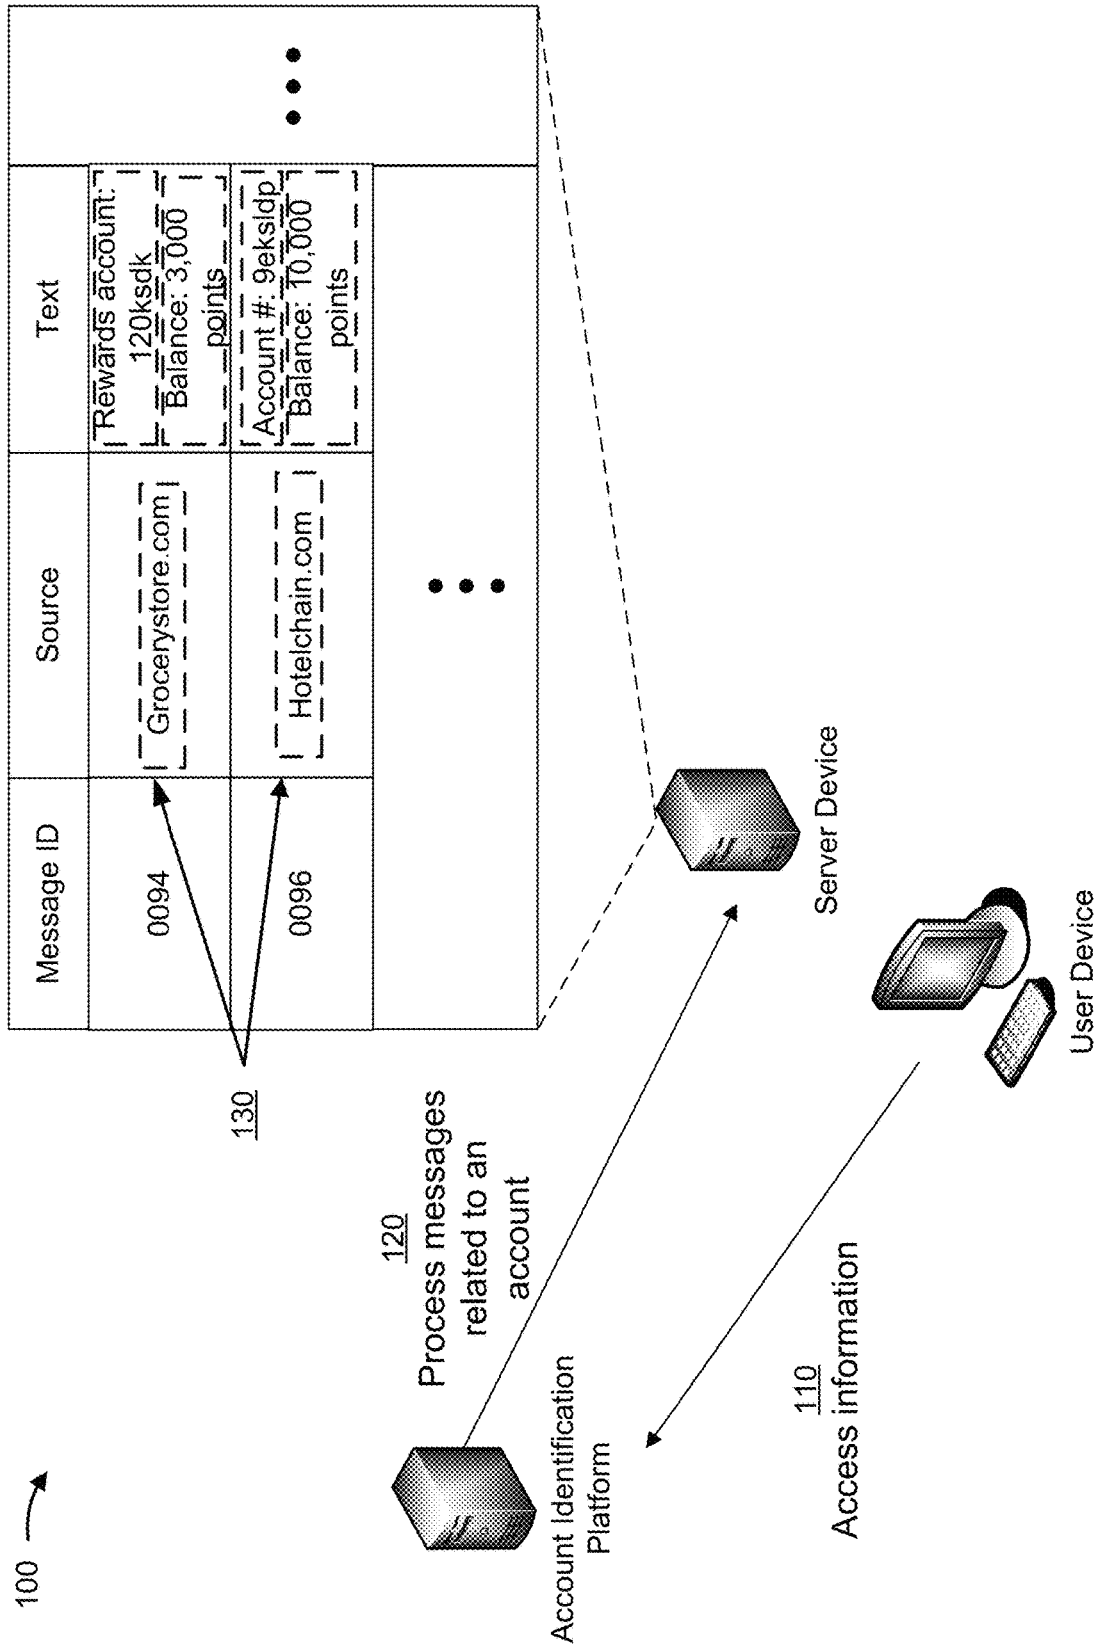 100
Message ID
Source
Text
0094
Grocerystore.com
Rewards account:
120ksdk
Balance: 3,000
points
0096
Hotelchain.com
Account #: 9eksldp
Balance: 10,000
points
130
120
Process messages
related to an
account
Account Identification
Platform
Server Device
110
Access information
User Device